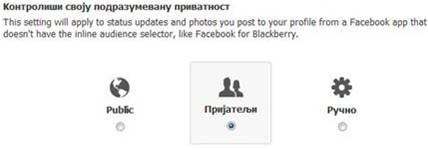 Контролиши своју подразумевану приватност
This setting will apply to status updates and photos you post to your profile from a Facebook app that
doesn't have the inline audience selector, like Facebook for Blackberry.
Public
Пријатељи
Ручно